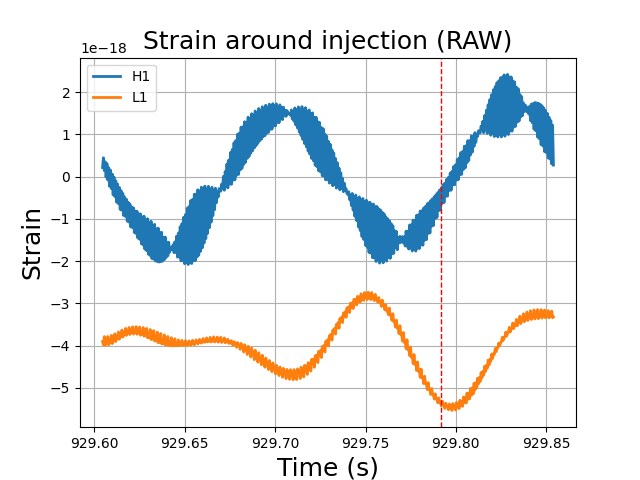 Strain around injection (RAW)
1e−18
H1
L1
2
1
0
−1
−2
−3
−4
−5
Strain
929.60 929.65 929.70 929.75 929.80 929.85
Time (s)